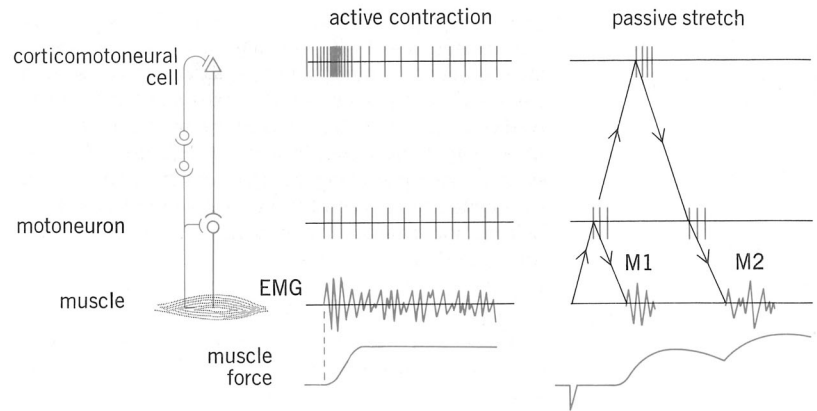 active contraction
passive stretch
corticomotoneural
cell
motoneuron
M1
M2
EMG
muscle
muscle
force